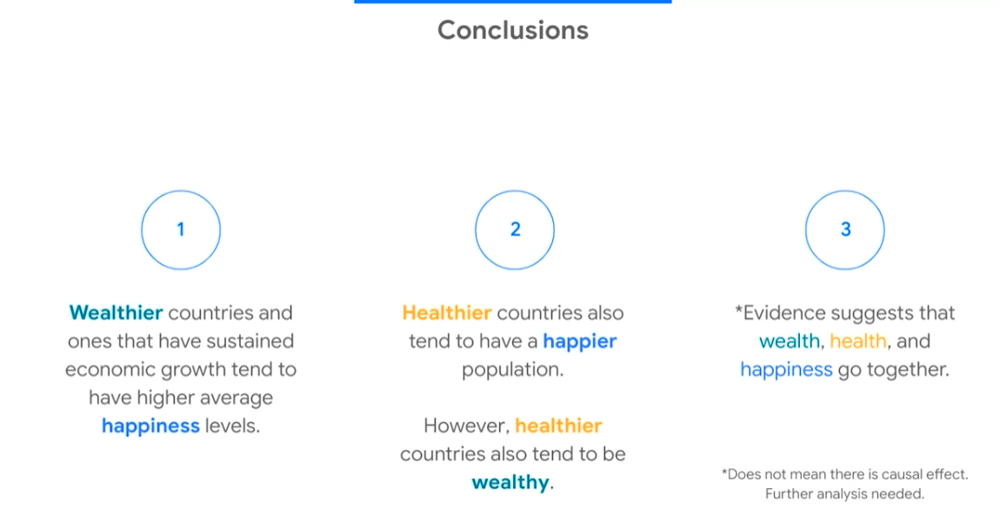 Conclusions
1
Wealthier countries and
ones that have sustained
economic growth tend to
have higher average
happiness levels.
2
Healthier countries also
tend to have a happier
population.
However, healthier
countries also tend to be
wealthy.
3
*Evidence suggests that
wealth, health, and
happiness go together.
*Does not mean there is causal effect.
Further analysis needed.